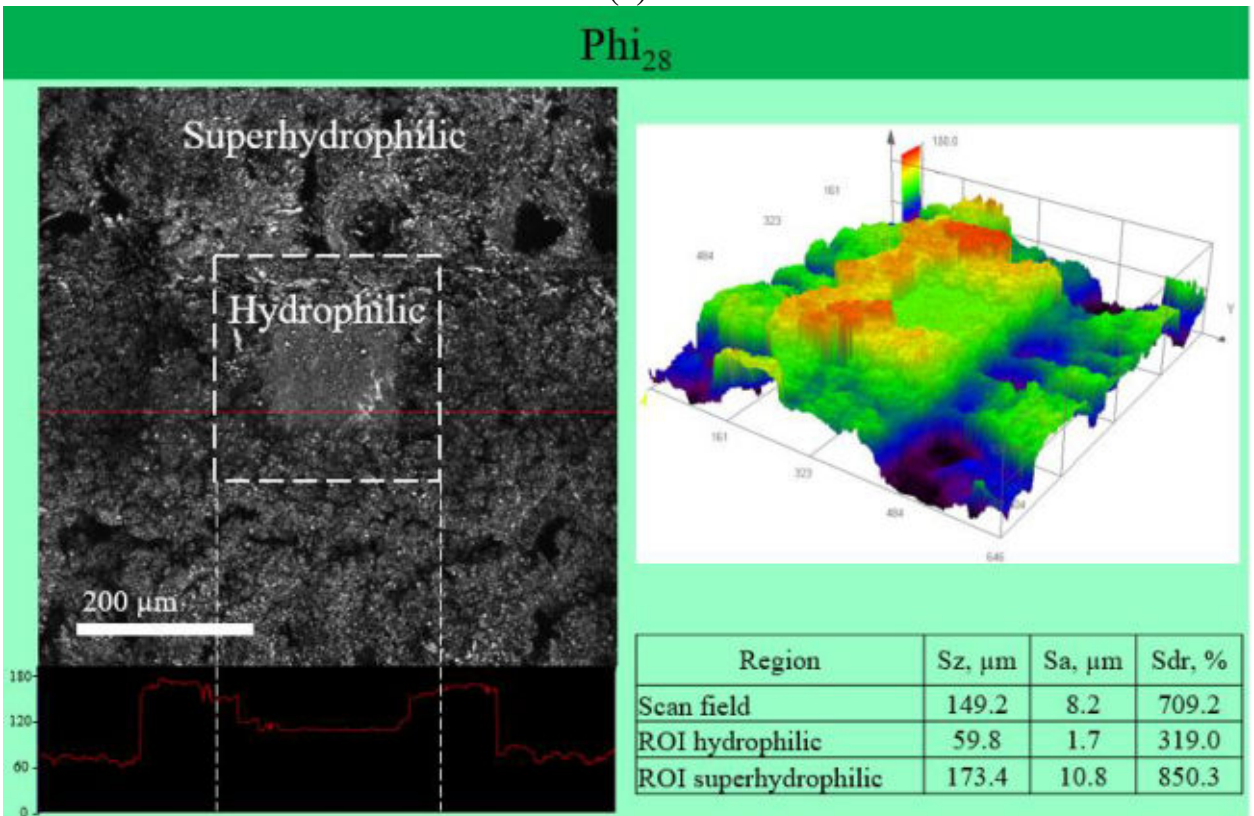 Phi28
Superhydrophilic
Hydrophilic
200 µm
180
120
60
0
180.0
161
323
484
Y
161
323
484
646
Region Sz, µm Sa, µm Sdr, %
Scan field 149.2 8.2 709.2
ROI hydrophilic 59.8 1.7 319.0
ROI superhydrophilic 173.4 10.8 850.3